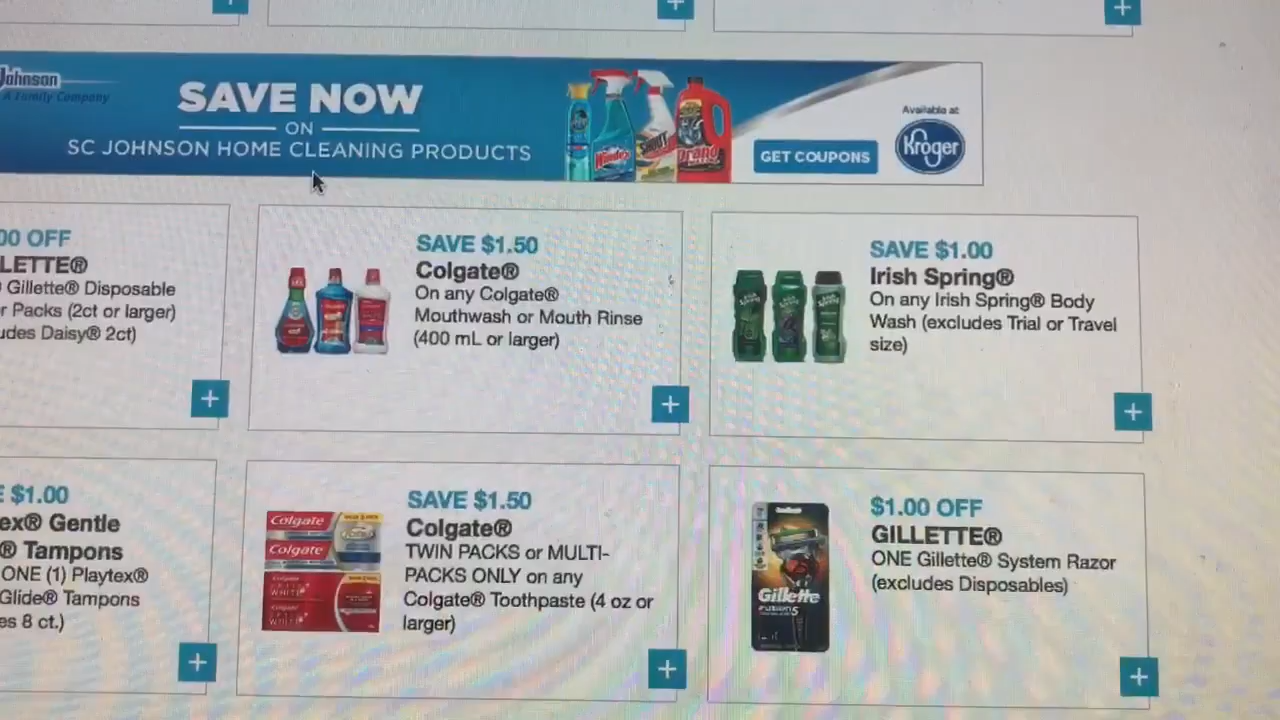 Johnson
A Family Company
SAVE NOW
ON
SC JOHNSON HOME CLEANING PRODUCTS
Windex
SHOUT
Drano
GET COUPONS
Available at
Kroger
00 OFF
LETTE®
Gillette® Disposable
r Packs (2ct or larger)
udes Daisy® 2ct)
+
SAVE $1.50
Colgate®
On any Colgate®
Mouthwash or Mouth Rinse
(400 mL or larger)
+
SAVE $1.00
Irish Spring®
On any Irish Spring® Body
Wash (excludes Trial or Travel
size)
+
E $1.00
ex® Gentle
® Tampons
ONE (1) Playtex®
Glide® Tampons
es 8 ct.)
+
Colgate
Colgate
WHITE
SAVE $1.50
Colgate®
TWIN PACKS or MULTI-
PACKS ONLY on any
Colgate® Toothpaste (4 oz or
larger)
+
Gillette
$1.00 OFF
GILLETTE®
ONE Gillette® System Razor
(excludes Disposables)
+